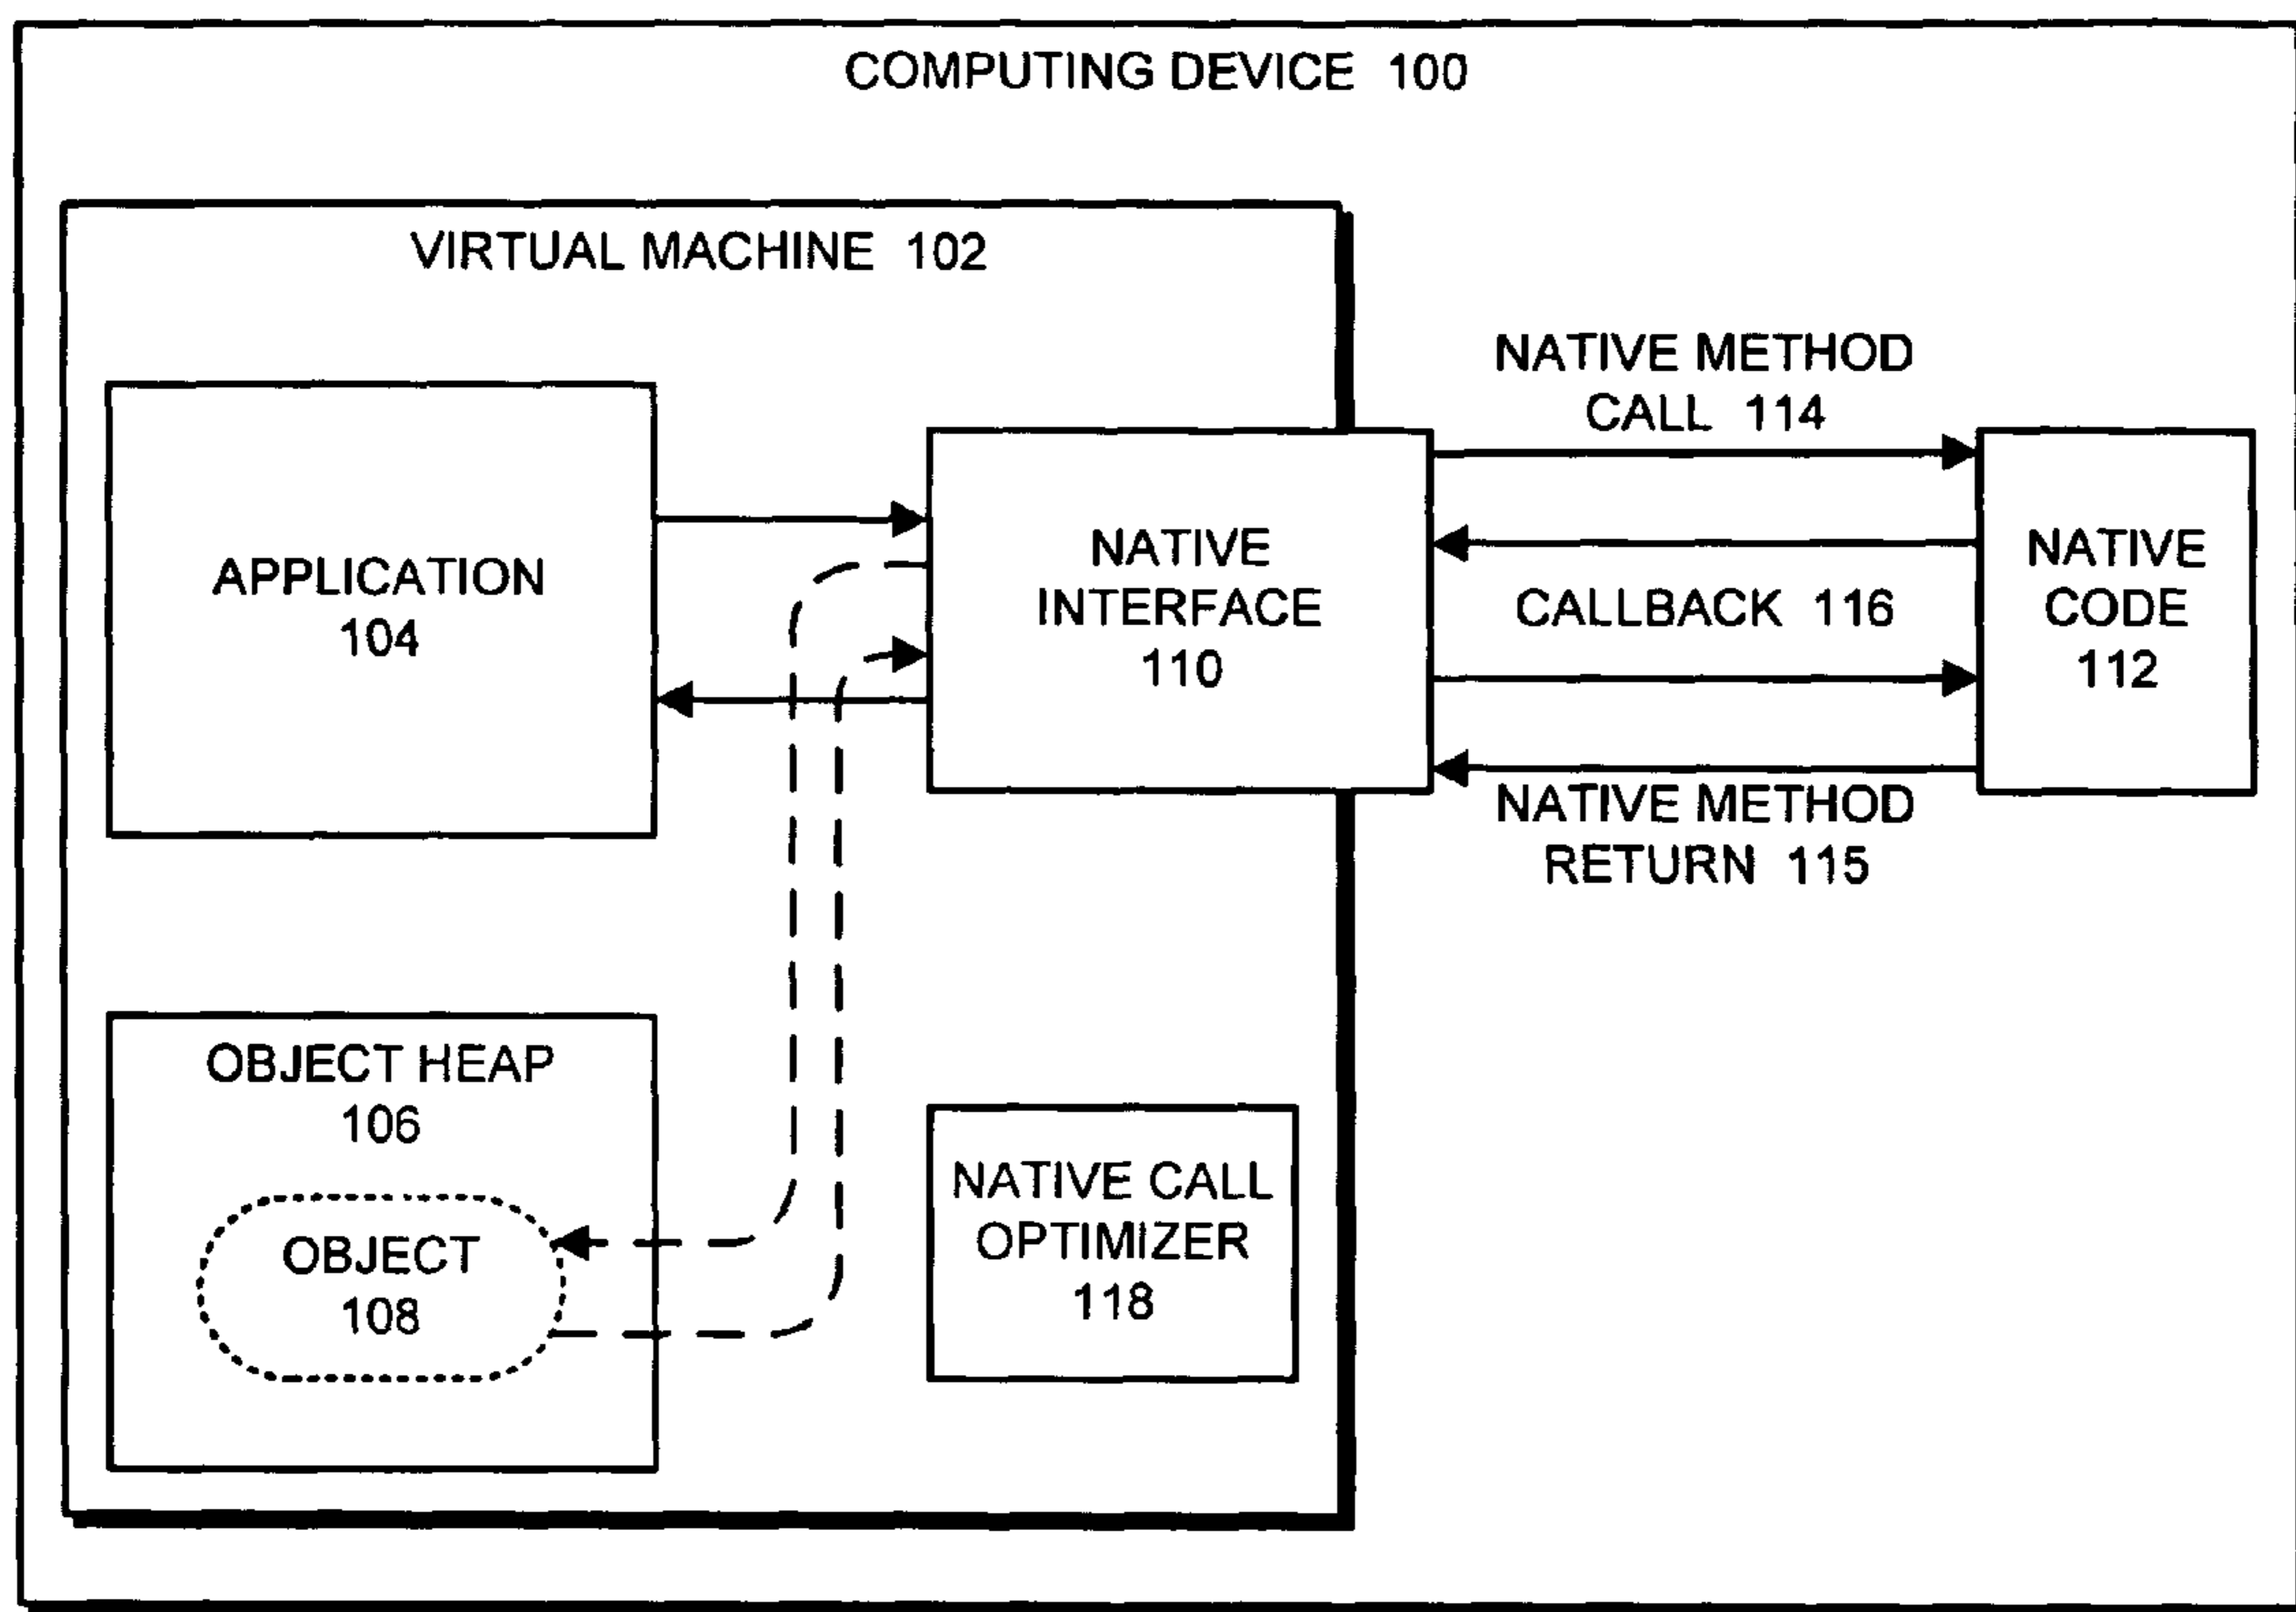 COMPUTING DEVICE 100
VIRTUAL MACHINE 102
APPLICATION
104
NATIVE
INTERFACE
110
NATIVE METHOD
CALL 114
CALLBACK 116
NATIVE METHOD
RETURN 115
NATIVE
CODE
112
OBJECT HEAP
106
OBJECT
108
NATIVE CALL
OPTIMIZER
118